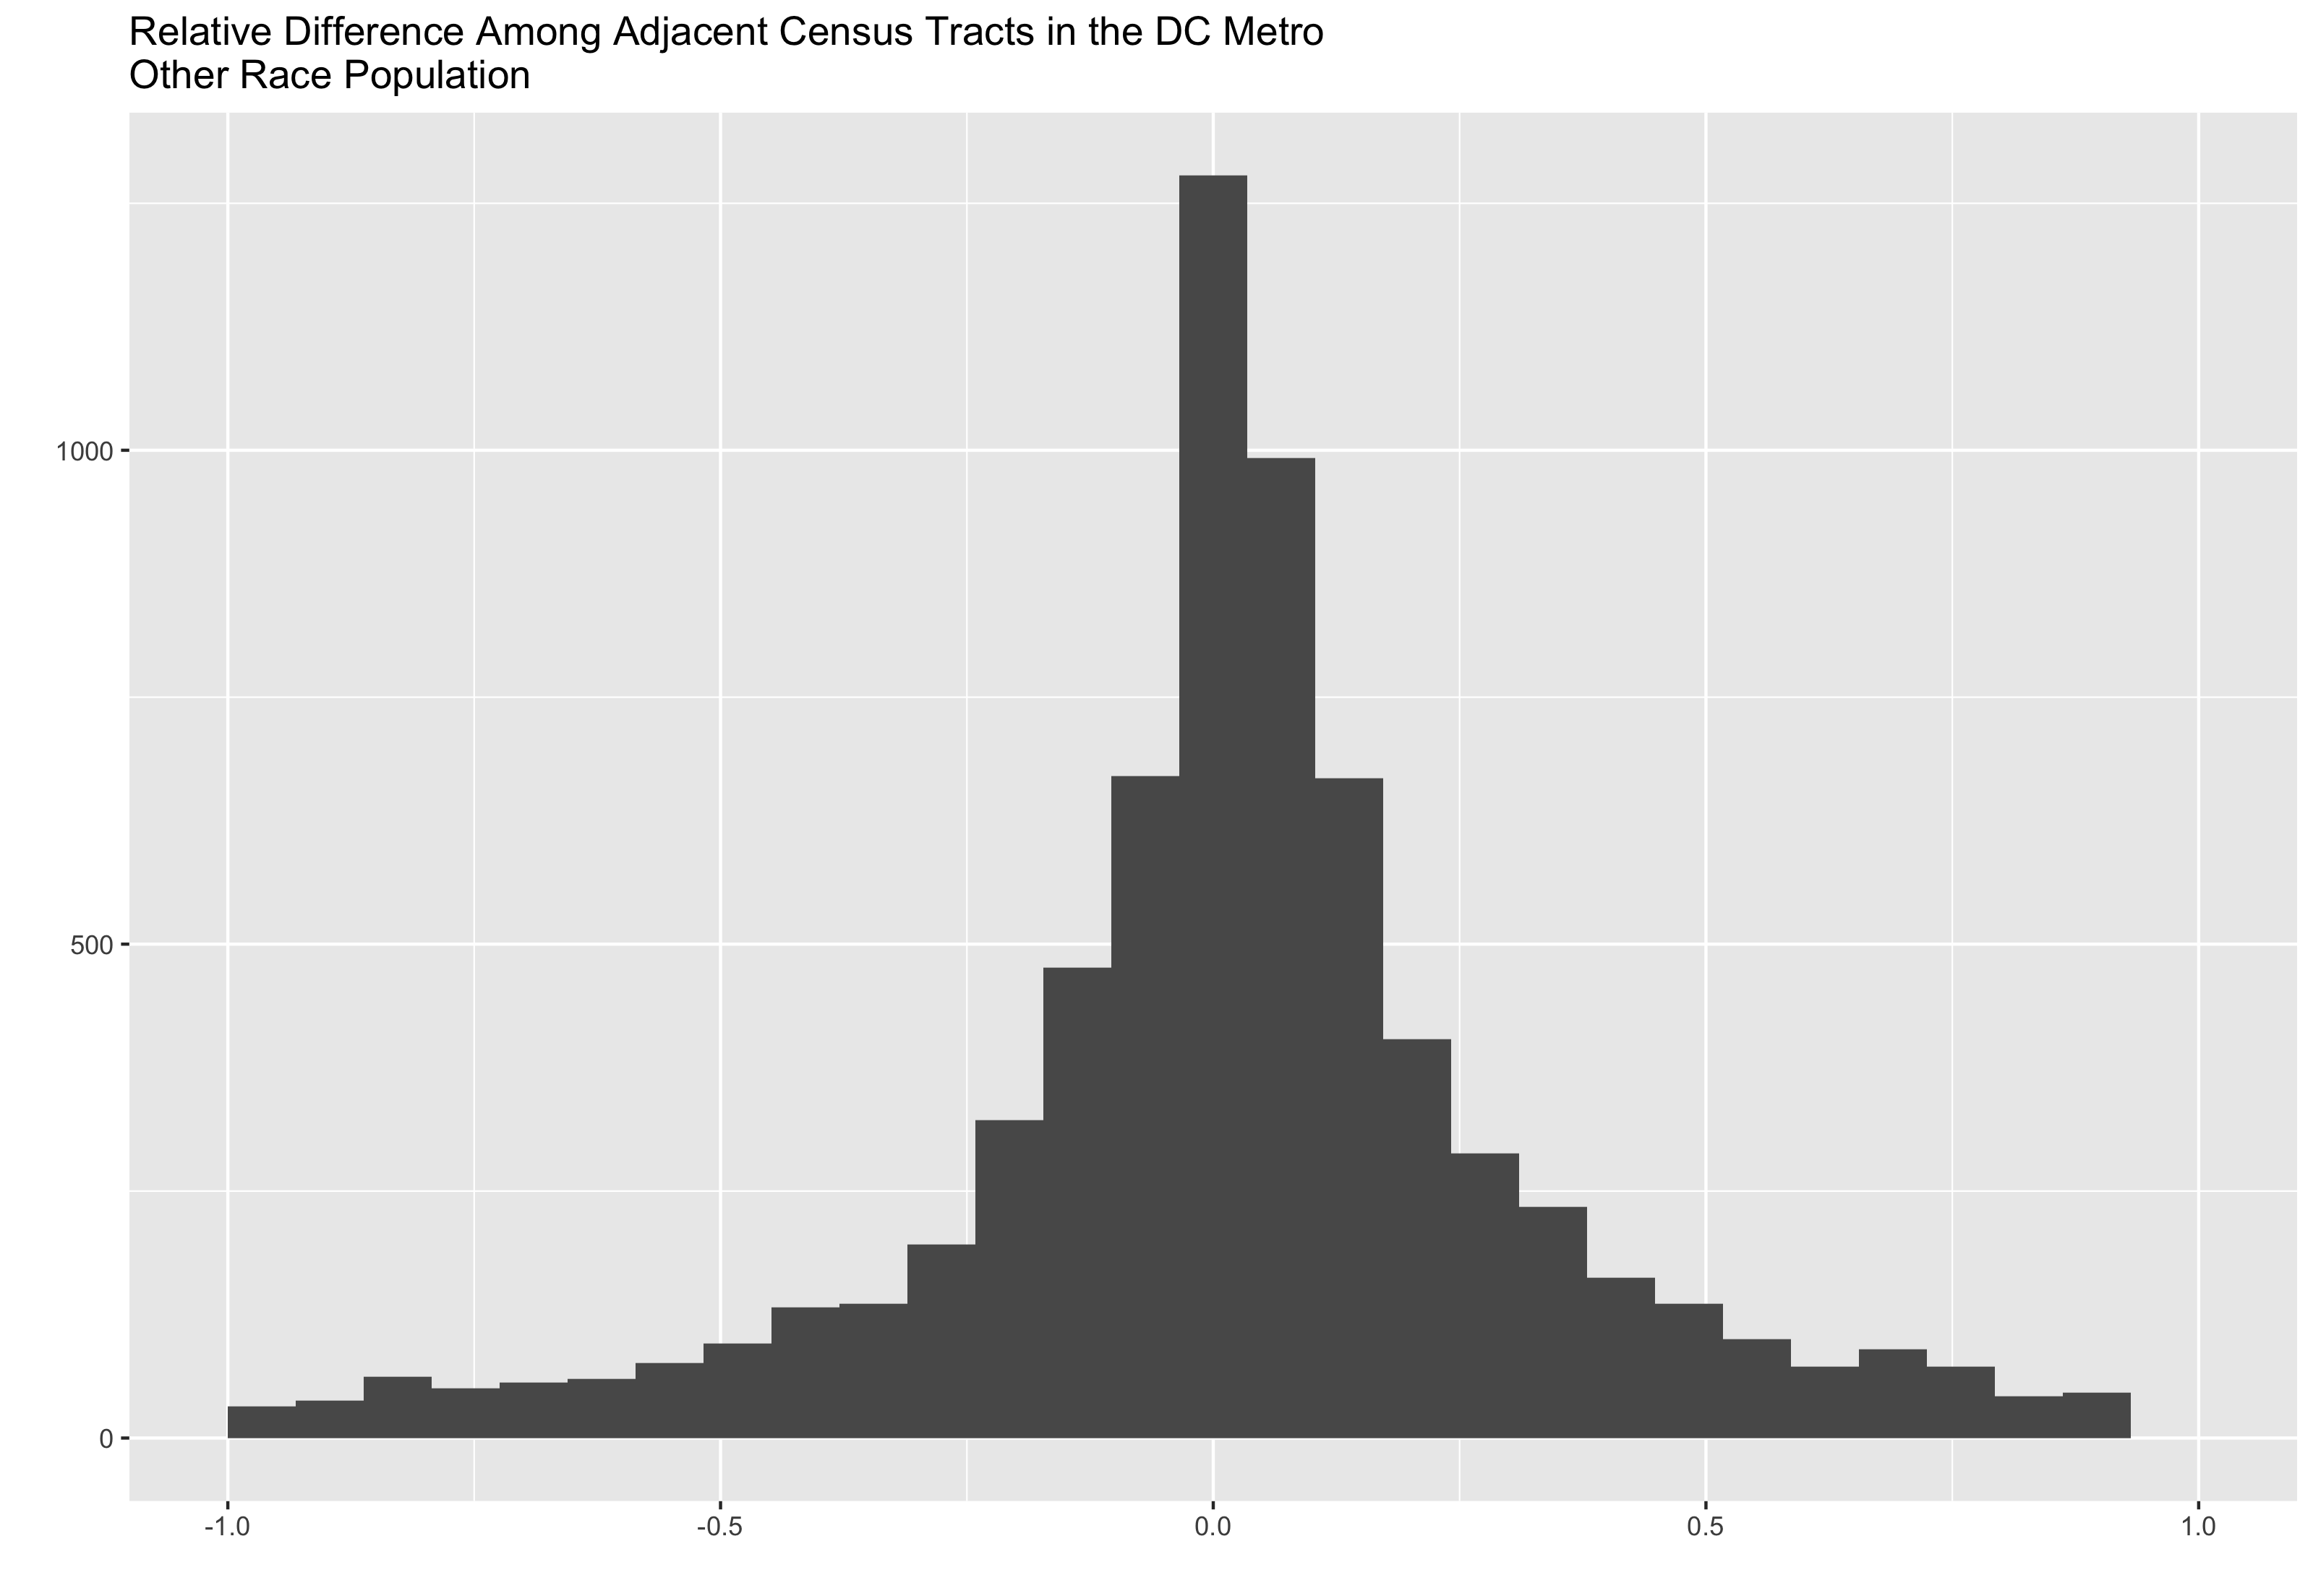 Relative Difference Among Adjacent Census Tracts in the DC Metro
Other Race Population
1000
500
0
-1.0 -0.5 0.0 0.5 1.0